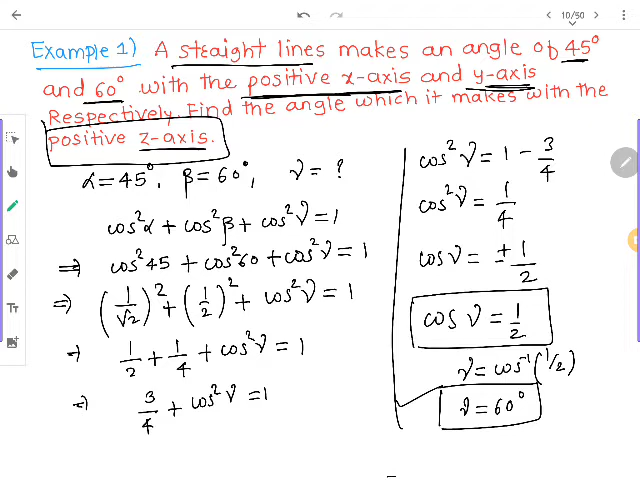 10/50
Example 1) A straight lines makes an angle of 45°
and 60° with the positive x-axis and y-axis
Respectively. Find the angle which it makes with the
positive z-axis.
α=45°, β=60°, γ=?
cos²α + cos²β + cos²γ = 1
⇒ cos²45 + cos²60 + cos²γ = 1
⇒ (1/√2)² + (1/2)² + cos²γ = 1
⇒ 1/2 + 1/4 + cos²γ = 1
⇒ 3/4 + cos²γ = 1
cos²γ = 1 - 3/4
cos²γ = 1/4
cosγ = ±1/2
cosγ = 1/2
γ = cos⁻¹(1/2)
γ = 60°